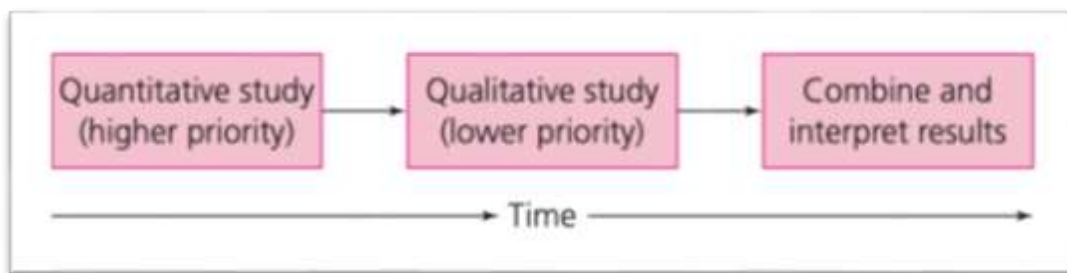 Quantitative study
(higher priority)
Qualitative study
(lower priority)
Combine and
interpret results
Time